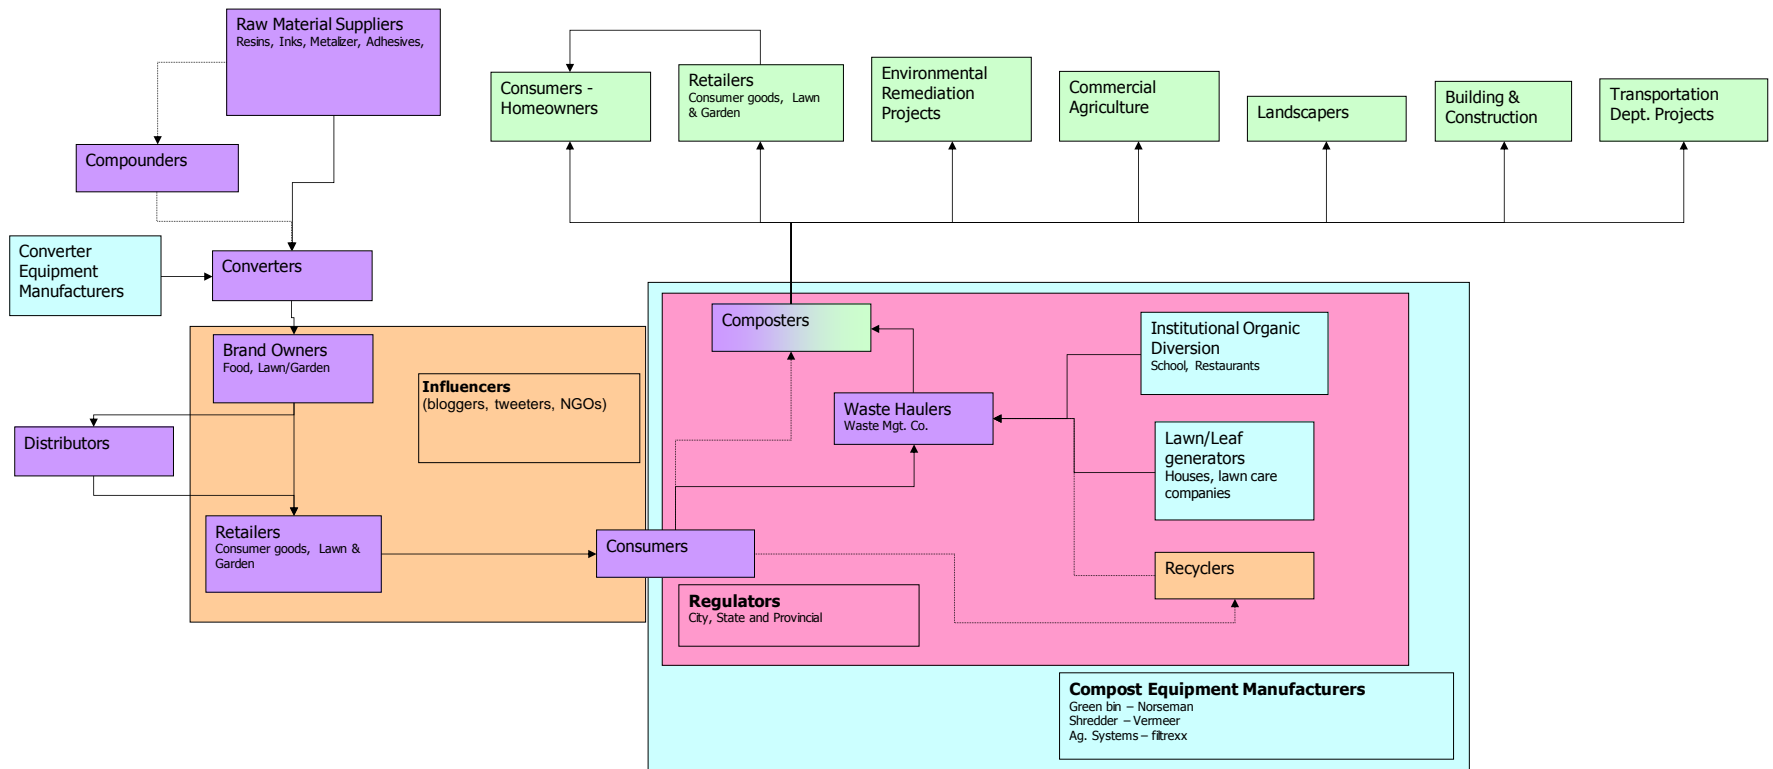 Raw Material Suppliers
Resins, Inks, Metalizer, Adhesives,
Compounders
Converter
Equipment
Manufacturers
Converters
Brand Owners
Food, Lawn/Garden
Influencers
(bloggers, tweeters, NGOs)
Distributors
Retailers
Consumer goods, Lawn &
Garden
Consumers
Consumers -
Homeowners
Retailers
Consumer goods, Lawn
& Garden
Environmental
Remediation
Projects
Commercial
Agriculture
Landscapers
Building &
Construction
Transportation
Dept. Projects
Composters
Waste Haulers
Waste Mgt. Co.
Institutional Organic
Diversion
School, Restaurants
Lawn/Leaf
generators
Houses, lawn care
companies
Recyclers
Regulators
City, State and Provincial
Compost Equipment Manufacturers
Green bin – Norseman
Shredder – Vermeer
Ag. Systems – filtrexx